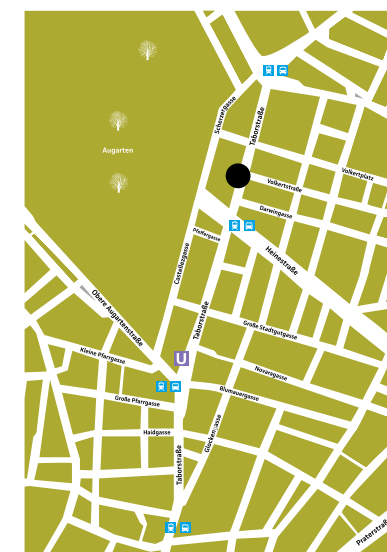 Scherzergasse
Taborstraße
Augarten
Volkertplatz
Volkertstraße
Darwingasse
Pfeffergasse
Castellezgasse
Heinestraße
Obere Augartenstraße
Taborstraße
Große Stadtgutgasse
Kleine Pfarrgasse
U
Novaragasse
Große Pfarrgasse
Blumauergasse
Haidgasse
Glockengasse
Taborstraße
Praterstraße